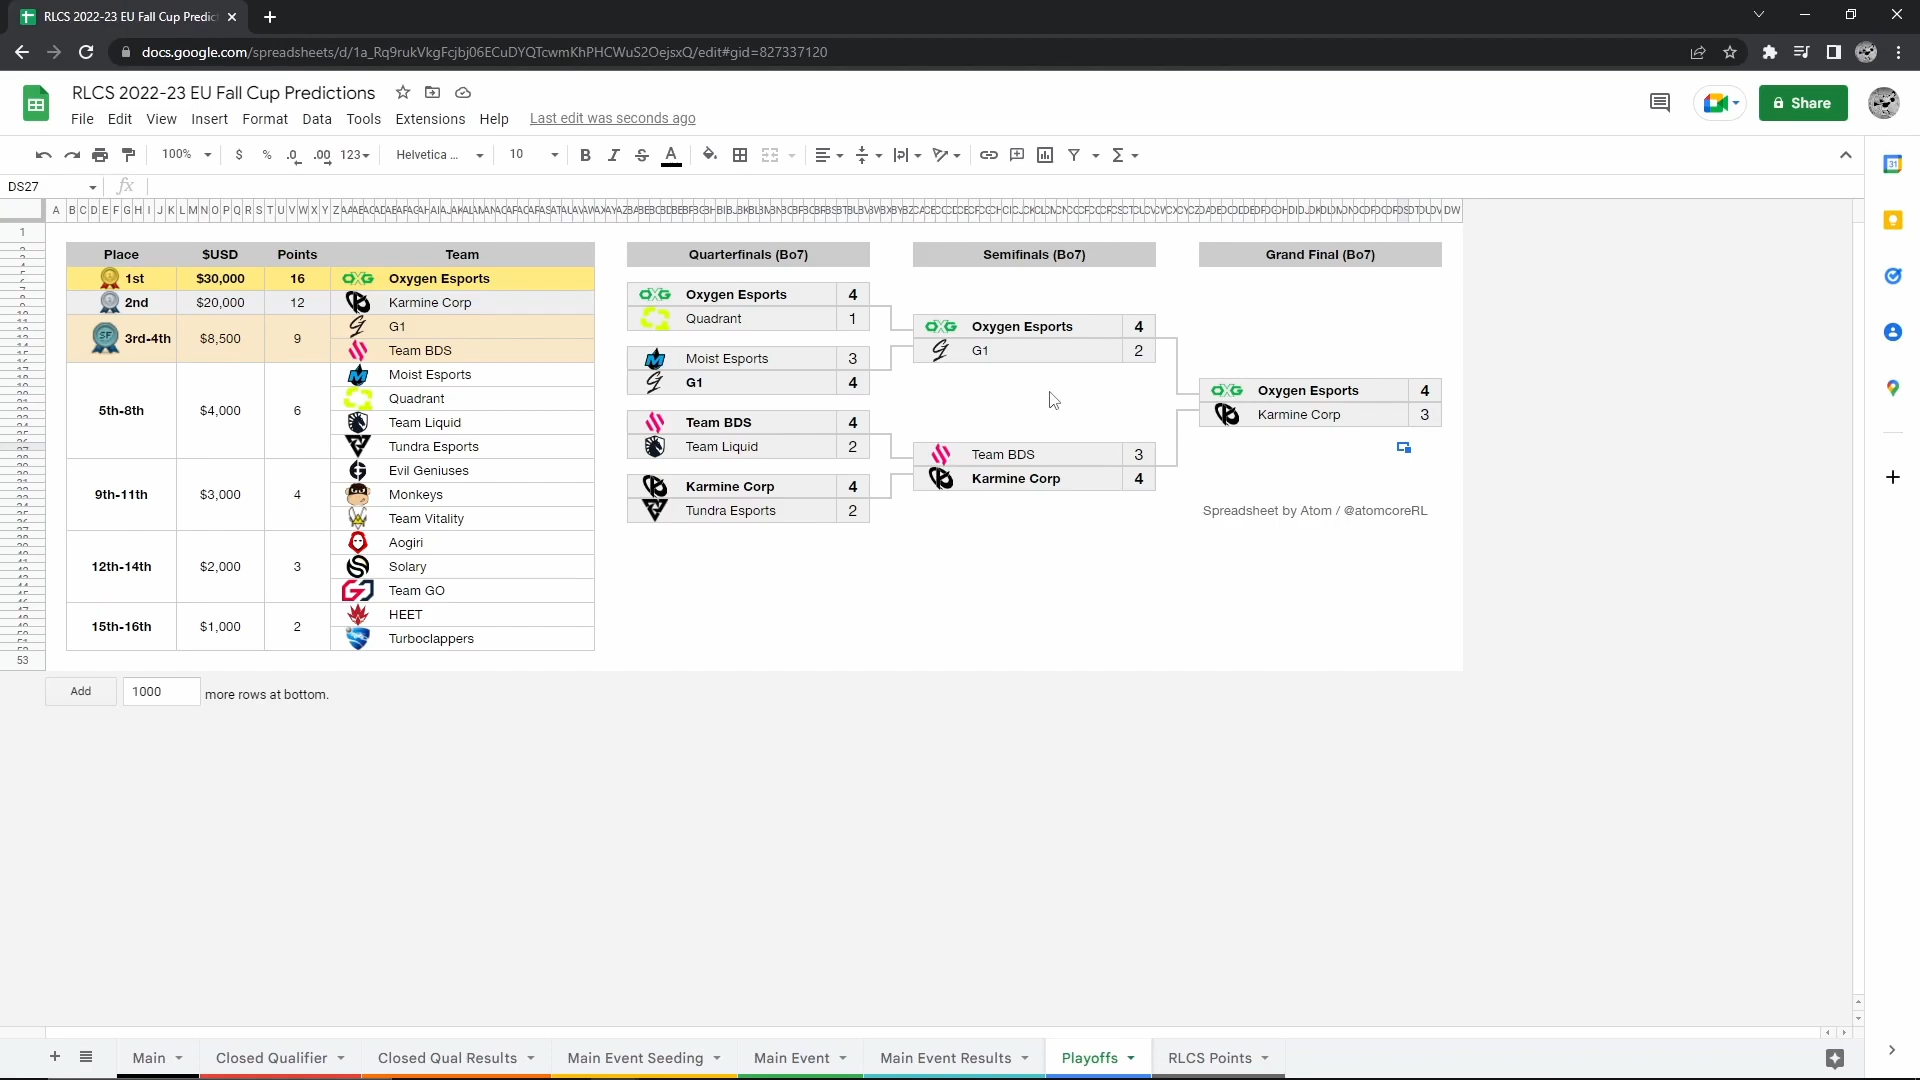 RLCS 2022-23 EU Fall Cup Predic
docs.google.com/spreadsheets/d/1a_Rq9rukVkgFcjbj06ECuDYQTcwmKhPHCWuS2OejsxQ/edit#gid=827337120
RLCS 2022-23 EU Fall Cup Predictions
Share
File Edit View Insert Format Data Tools Extensions Help Last edit was seconds ago
100% $ % .0 .00 123 Helvetica ... 10 B I S A
DS27 fx
1
Place $USD Points Team
1st $30,000 16 OXG Oxygen Esports
2nd $20,000 12 Karmine Corp
SF 3rd-4th $8,500 9 G1
Team BDS
5th-8th $4,000 6 Moist Esports
Quadrant
Team Liquid
Tundra Esports
9th-11th $3,000 4 Evil Geniuses
Monkeys
Team Vitality
12th-14th $2,000 3 Aogiri
Solary
Team GO
15th-16th $1,000 2 HEET
Turboclappers
53
Quarterfinals (Bo7)
OXG Oxygen Esports 4
Quadrant 1
Moist Esports 3
G1 4
Team BDS 4
Team Liquid 2
Karmine Corp 4
Tundra Esports 2
Semifinals (Bo7)
OXG Oxygen Esports 4
G1 2
Team BDS 3
Karmine Corp 4
Grand Final (Bo7)
OXG Oxygen Esports 4
Karmine Corp 3
Spreadsheet by Atom / @atomcoreRL
Add 1000 more rows at bottom.
Main Closed Qualifier Closed Qual Results Main Event Seeding Main Event Main Event Results Playoffs RLCS Points
31